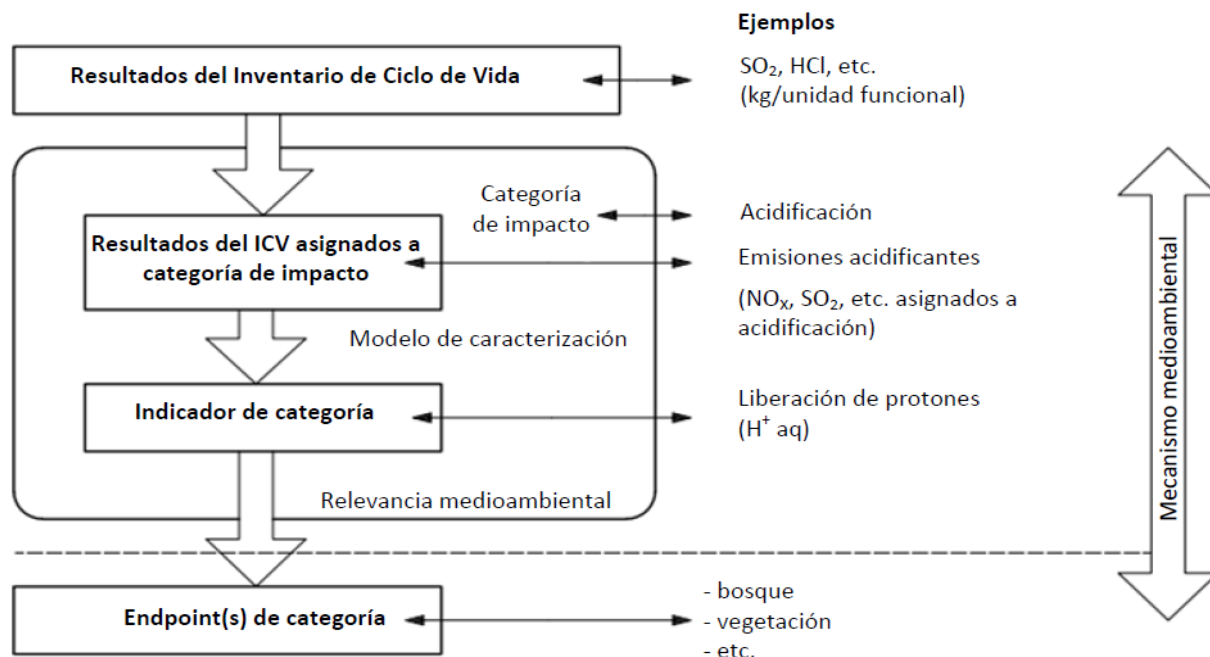 Ejemplos
Resultados del Inventario de Ciclo de Vida
SO₂, HCl, etc.
(kg/unidad funcional)
Categoría
de impacto
Acidificación
Resultados del ICV asignados a
categoría de impacto
Emisiones acidificantes
(NOₓ, SO₂, etc. asignados a
acidificación)
Modelo de caracterización
Indicador de categoría
Liberación de protones
(H⁺ aq)
Relevancia medioambiental
Mecanismo medioambiental
Endpoint(s) de categoría
- bosque
- vegetación
- etc.